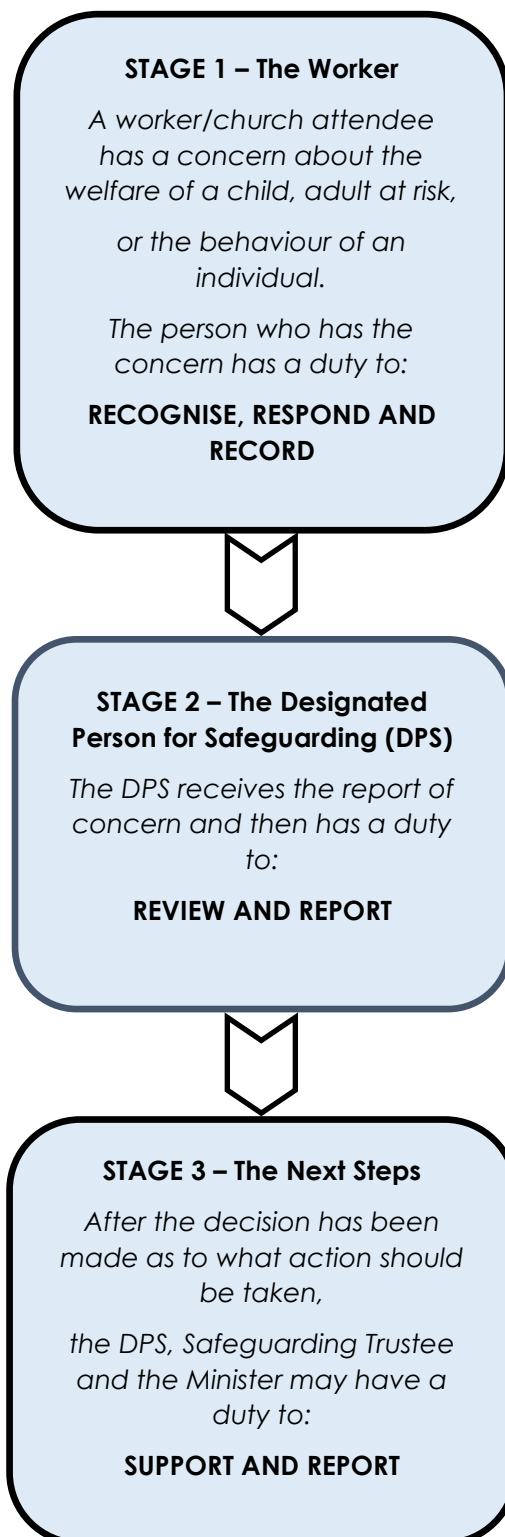 STAGE 1 – The Worker
A worker/church attendee
has a concern about the
welfare of a child, adult at risk,
or the behaviour of an
individual.
The person who has the
concern has a duty to:
RECOGNISE, RESPOND AND
RECORD
STAGE 2 – The Designated
Person for Safeguarding (DPS)
The DPS receives the report of
concern and then has a duty
to:
REVIEW AND REPORT
STAGE 3 – The Next Steps
After the decision has been
made as to what action should
be taken,
the DPS, Safeguarding Trustee
and the Minister may have a
duty to:
SUPPORT AND REPORT